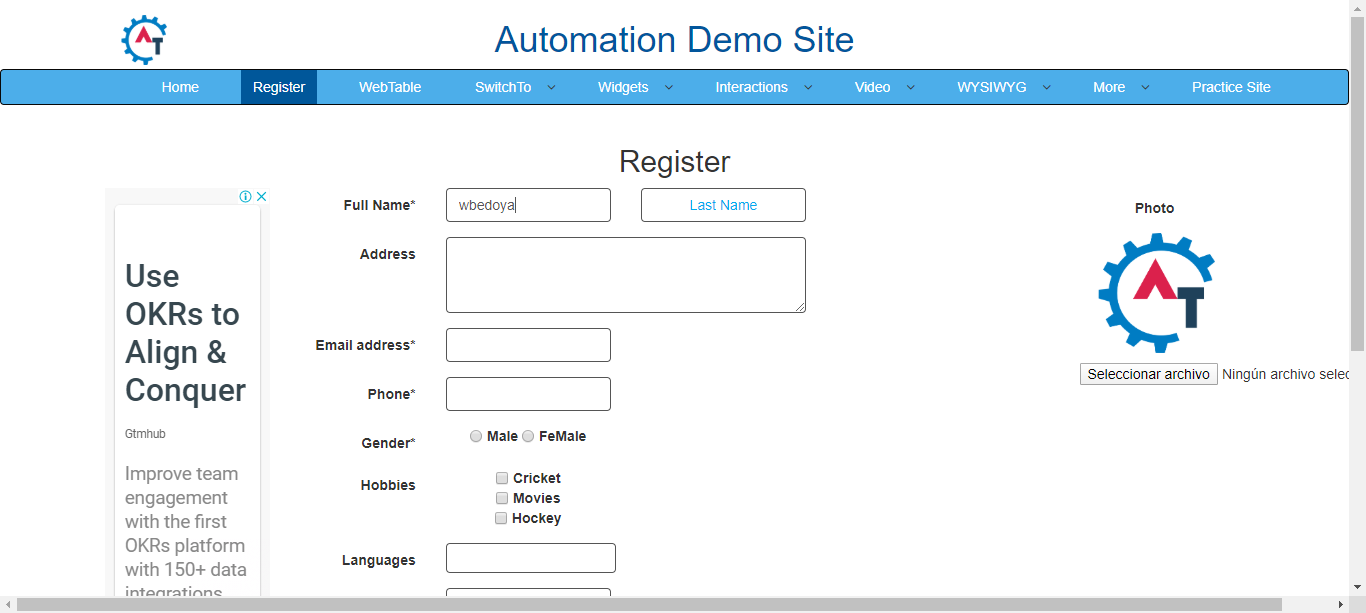 AT
Automation Demo Site
Home Register WebTable SwitchTo Widgets Interactions Video WYSIWYG More Practice Site
Register
Full Name* wbedoya Last Name
Photo
Address
AT
Use
OKRs to
Align &
Conquer
Email address*
Seleccionar archivo Ningún archivo selec
Phone*
Gtmhub
Gender* Male FeMale
Improve team
engagement
with the first
OKRs platform
with 150+ data
integrations
Hobbies Cricket
Movies
Hockey
Languages